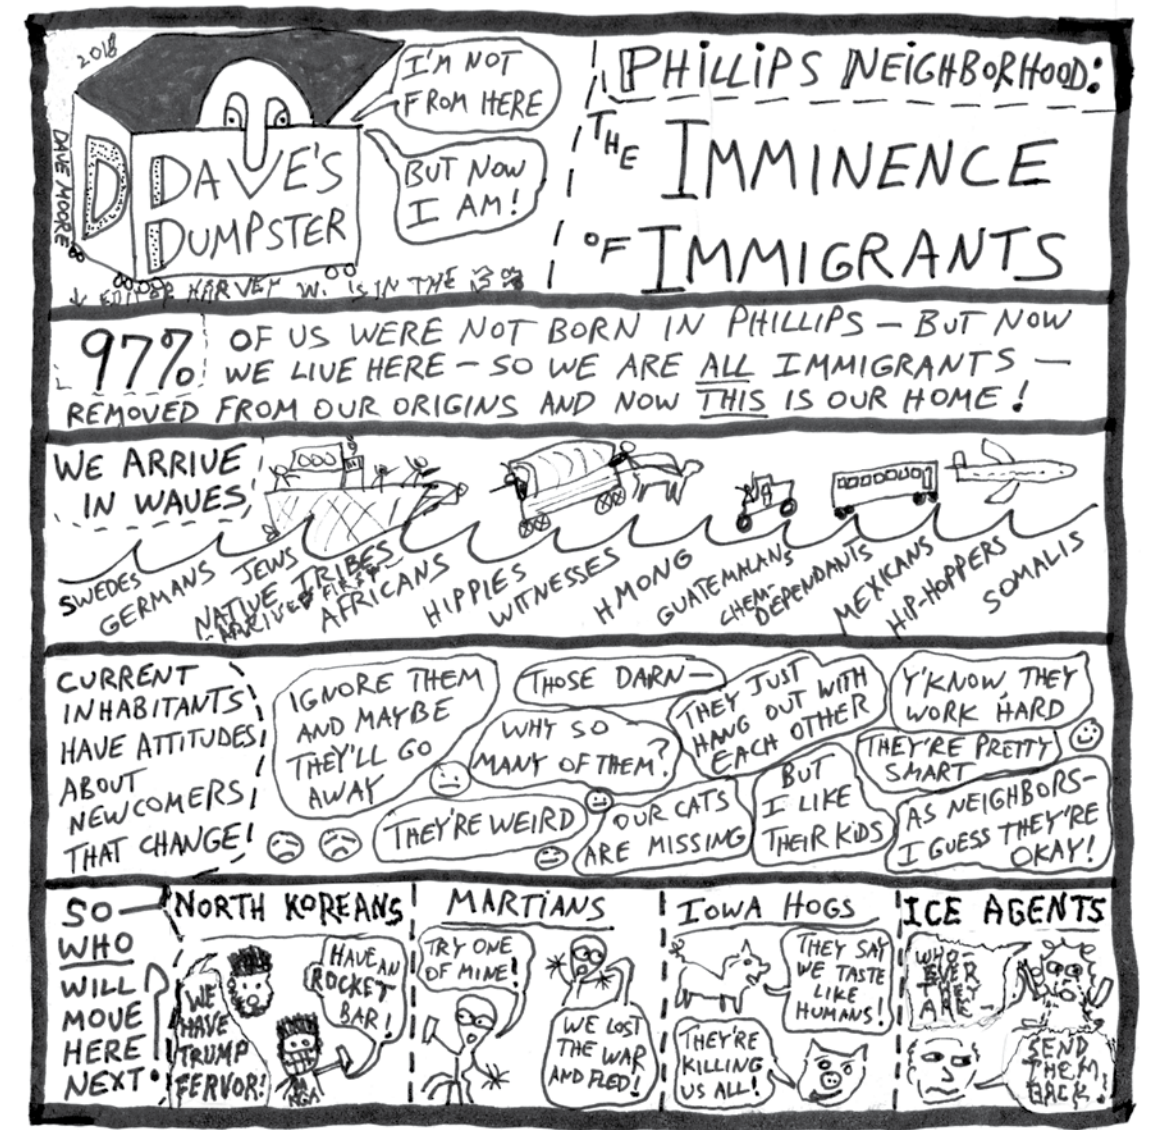 2018
DAVE MOORE
D
DAVE'S
DUMPSTER
I'M NOT
FROM HERE
BUT NOW
I AM!
EDITOR HARVEY W. IS IN THE
PHILLIPS NEIGHBORHOOD:
THE IMMINENCE
OF IMMIGRANTS
97% OF US WERE NOT BORN IN PHILLIPS – BUT NOW
WE LIVE HERE – SO WE ARE ALL IMMIGRANTS –
REMOVED FROM OUR ORIGINS AND NOW THIS IS OUR HOME!
WE ARRIVE
IN WAVES
SWEDES
GERMANS
JEWS
NATIVE TRIBES
ARRIVED FIRST
AFRICANS
HIPPIES
WITNESSES
HMONG
GUATEMALANS
CHEM-
DEPENDANTS
MEXICANS
HIP-HOPPERS
SOMALIS
CURRENT
INHABITANTS
HAVE ATTITUDES
ABOUT
NEWCOMERS
THAT CHANGE!
IGNORE THEM
AND MAYBE
THEY'LL GO
AWAY
THOSE DARN–
WHY SO
MANY OF THEM?
THEY'RE WEIRD
THEY JUST
HANG OUT WITH
EACH OTHER
OUR CATS
ARE MISSING
BUT
I LIKE
THEIR KIDS
Y'KNOW, THEY
WORK HARD
THEY'RE PRETTY
SMART
AS NEIGHBORS–
I GUESS THEY'RE
OKAY!
SO–
WHO
WILL
MOVE
HERE
NEXT
NORTH KOREANS
HAVE AN
ROCKET
BAR!
WE
HAVE
TRUMP
FERVOR!
MARTIANS
TRY ONE
OF MINE!
WE LOST
THE WAR
AND FLED!
IOWA HOGS
THEY SAY
WE TASTE
LIKE
HUMANS!
THEY'RE
KILLING
US ALL!
ICE AGENTS
WHO-
EVER
THEY
ARE–
SEND
THEM
BACK.